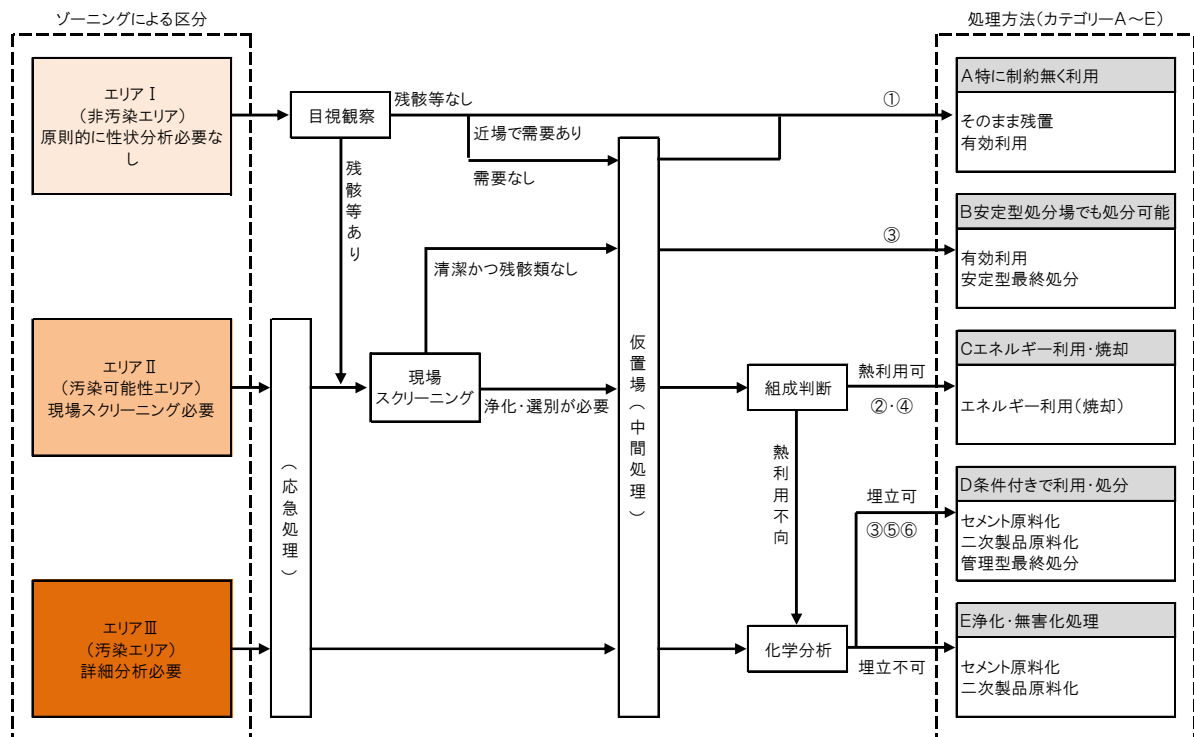 ゾーニングによる区分
処理方法(カテゴリーA～E)
エリアⅠ
(非汚染エリア)
原則的に性状分析必要な
し
目視観察
残骸等なし
①
近場で需要あり
需要なし
残骸等あり
A特に制約無く利用
そのまま残置
有効利用
清潔かつ残骸類なし
③
B安定型処分場でも処分可能
有効利用
安定型最終処分
エリアⅡ
(汚染可能性エリア)
現場スクリーニング必要
(応急処理)
現場
スクリーニング
浄化・選別が必要
仮置場(中間処理)
組成判断
熱利用可
②・④
熱利用不向
Cエネルギー利用・焼却
エネルギー利用(焼却)
埋立可
③⑤⑥
D条件付きで利用・処分
セメント原料化
二次製品原料化
管理型最終処分
エリアⅢ
(汚染エリア)
詳細分析必要
化学分析
埋立不可
E浄化・無害化処理
セメント原料化
二次製品原料化